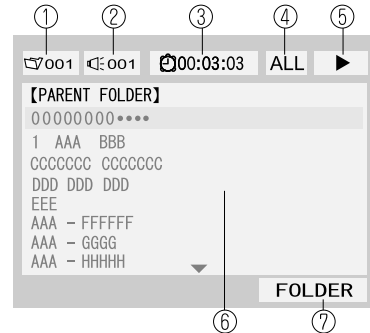 ① ② ③ ④ ⑤
001 001 00:03:03 ALL
【PARENT FOLDER】
00000000••••
1 AAA BBB
CCCCCCC CCCCCCC
DDD DDD DDD
EEE
AAA – FFFFFF
AAA – GGGG
AAA – HHHHH
FOLDER
⑥ ⑦